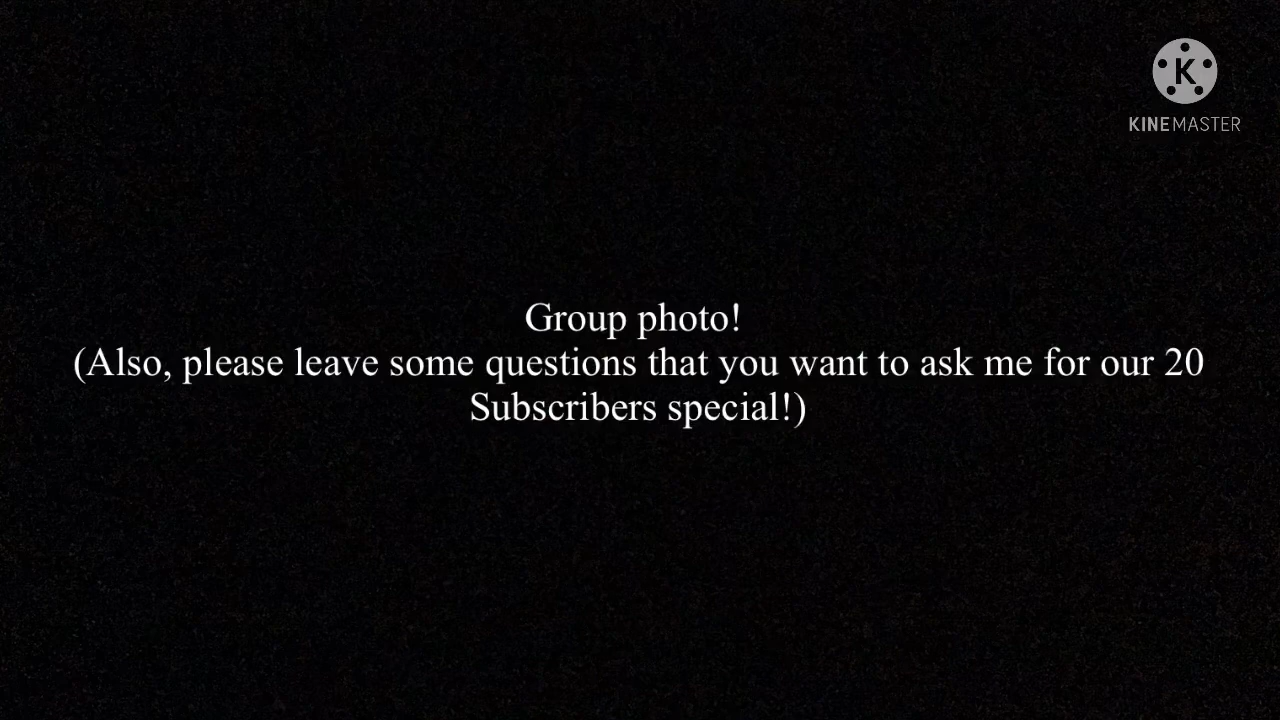 K
KINEMASTER
Group photo!
(Also, please leave some questions that you want to ask me for our 20
Subscribers special!)